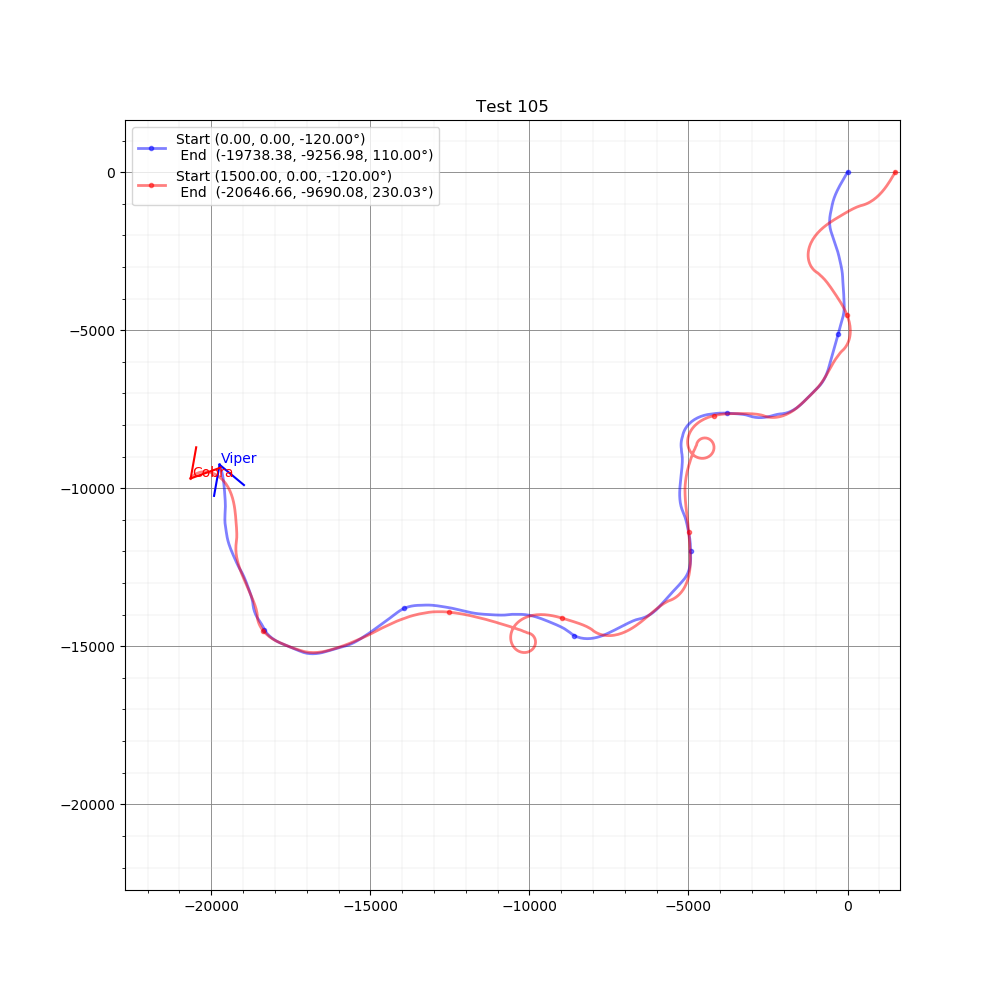 Test 105
Start (0.00, 0.00, -120.00°)
End (-19738.38, -9256.98, 110.00°)
Start (1500.00, 0.00, -120.00°)
End (-20646.66, -9690.08, 230.03°)
0
−5000
Viper
Cobra
−10000
−15000
−20000
−20000 −15000 −10000 −5000 0